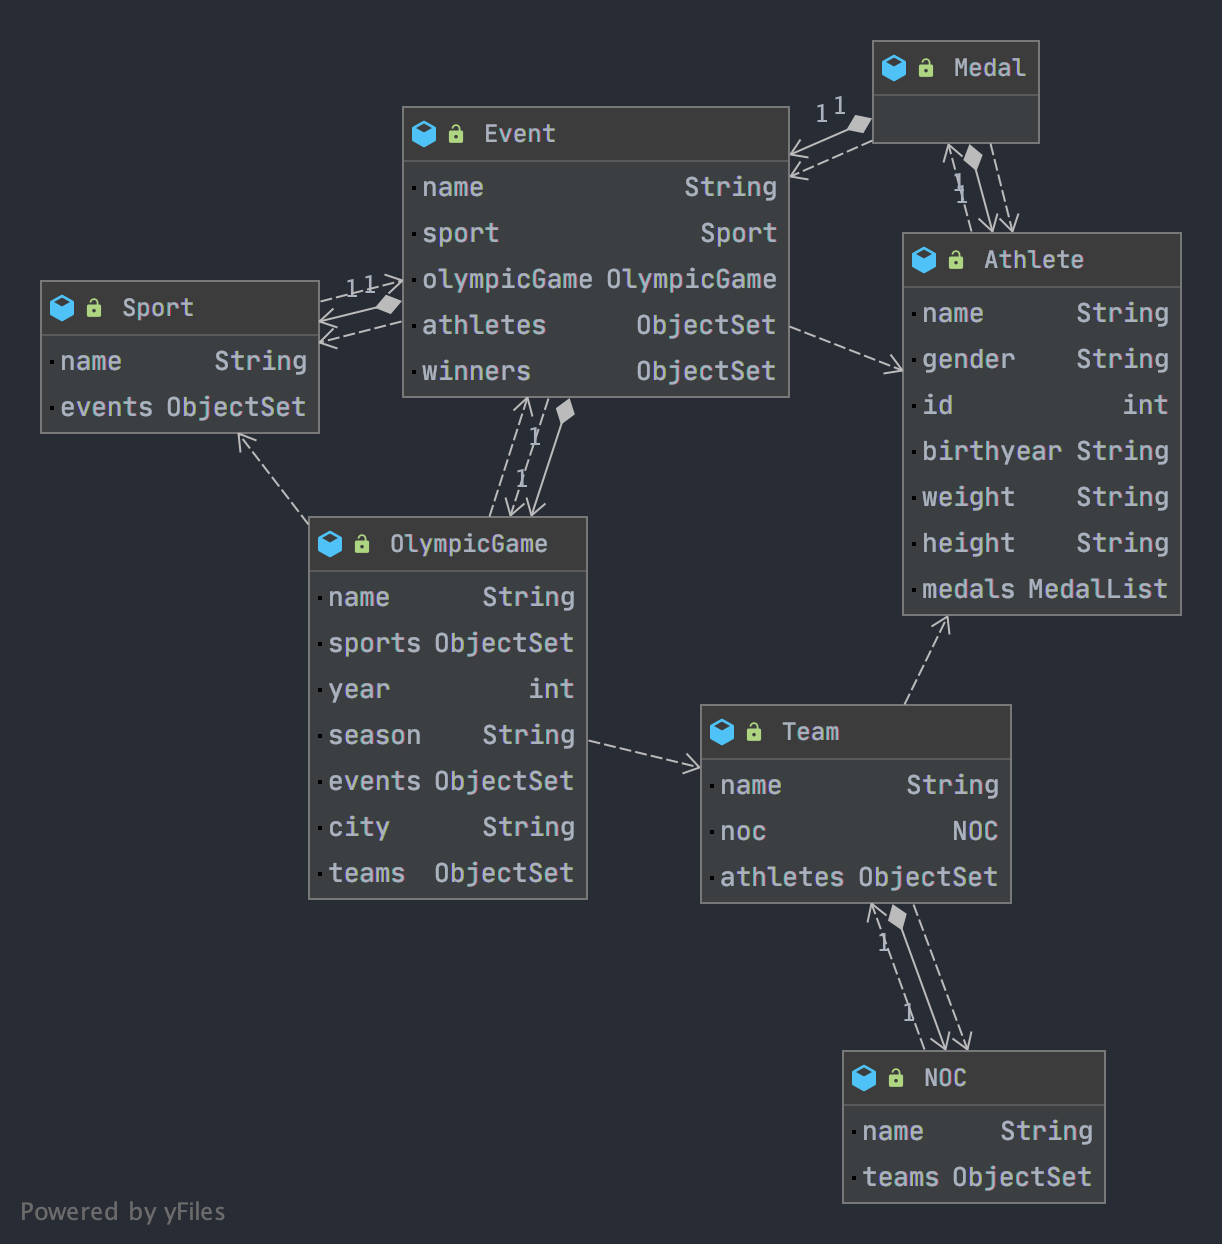 Medal
1 1
Event
name String
sport Sport
olympicGame OlympicGame
athletes ObjectSet
winners ObjectSet
1
1
Athlete
name String
gender String
id int
birthyear String
weight String
height String
medals MedalList
1 1
Sport
name String
events ObjectSet
1
1
OlympicGame
name String
sports ObjectSet
year int
season String
events ObjectSet
city String
teams ObjectSet
Team
name String
noc NOC
athletes ObjectSet
1
1
NOC
name String
teams ObjectSet
Powered by yFiles